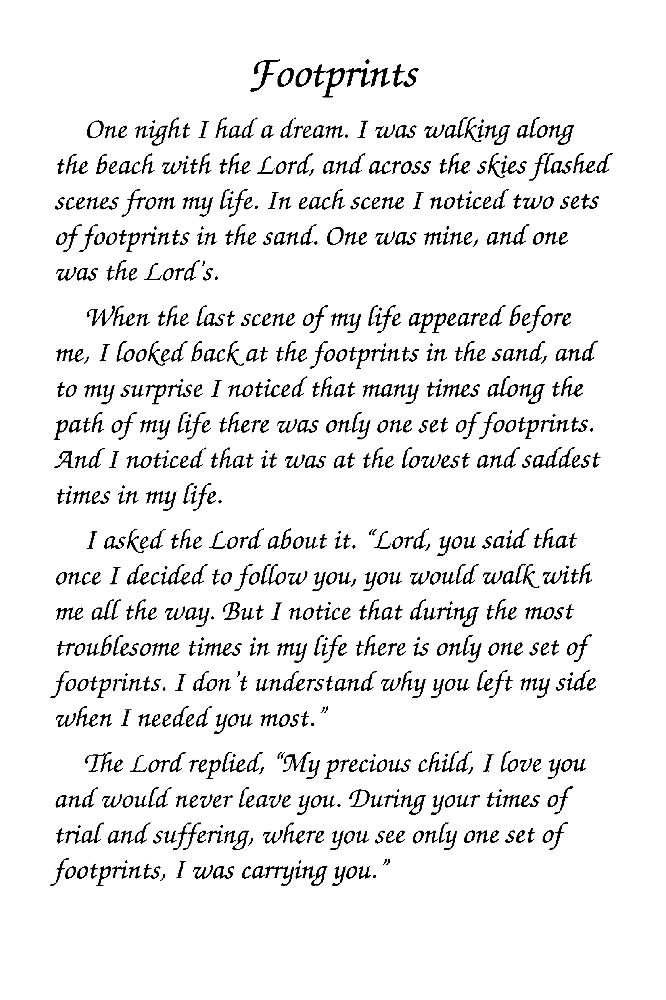 Footprints
One night I had a dream. I was walking along
the beach with the Lord, and across the skies flashed
scenes from my life. In each scene I noticed two sets
of footprints in the sand. One was mine, and one
was the Lord’s.
When the last scene of my life appeared before
me, I looked back at the footprints in the sand, and
to my surprise I noticed that many times along the
path of my life there was only one set of footprints.
And I noticed that it was at the lowest and saddest
times in my life.
I asked the Lord about it. “Lord, you said that
once I decided to follow you, you would walk with
me all the way. But I notice that during the most
troublesome times in my life there is only one set of
footprints. I don’t understand why you left my side
when I needed you most.”
The Lord replied, “My precious child, I love you
and would never leave you. During your times of
trial and suffering, where you see only one set of
footprints, I was carrying you.”